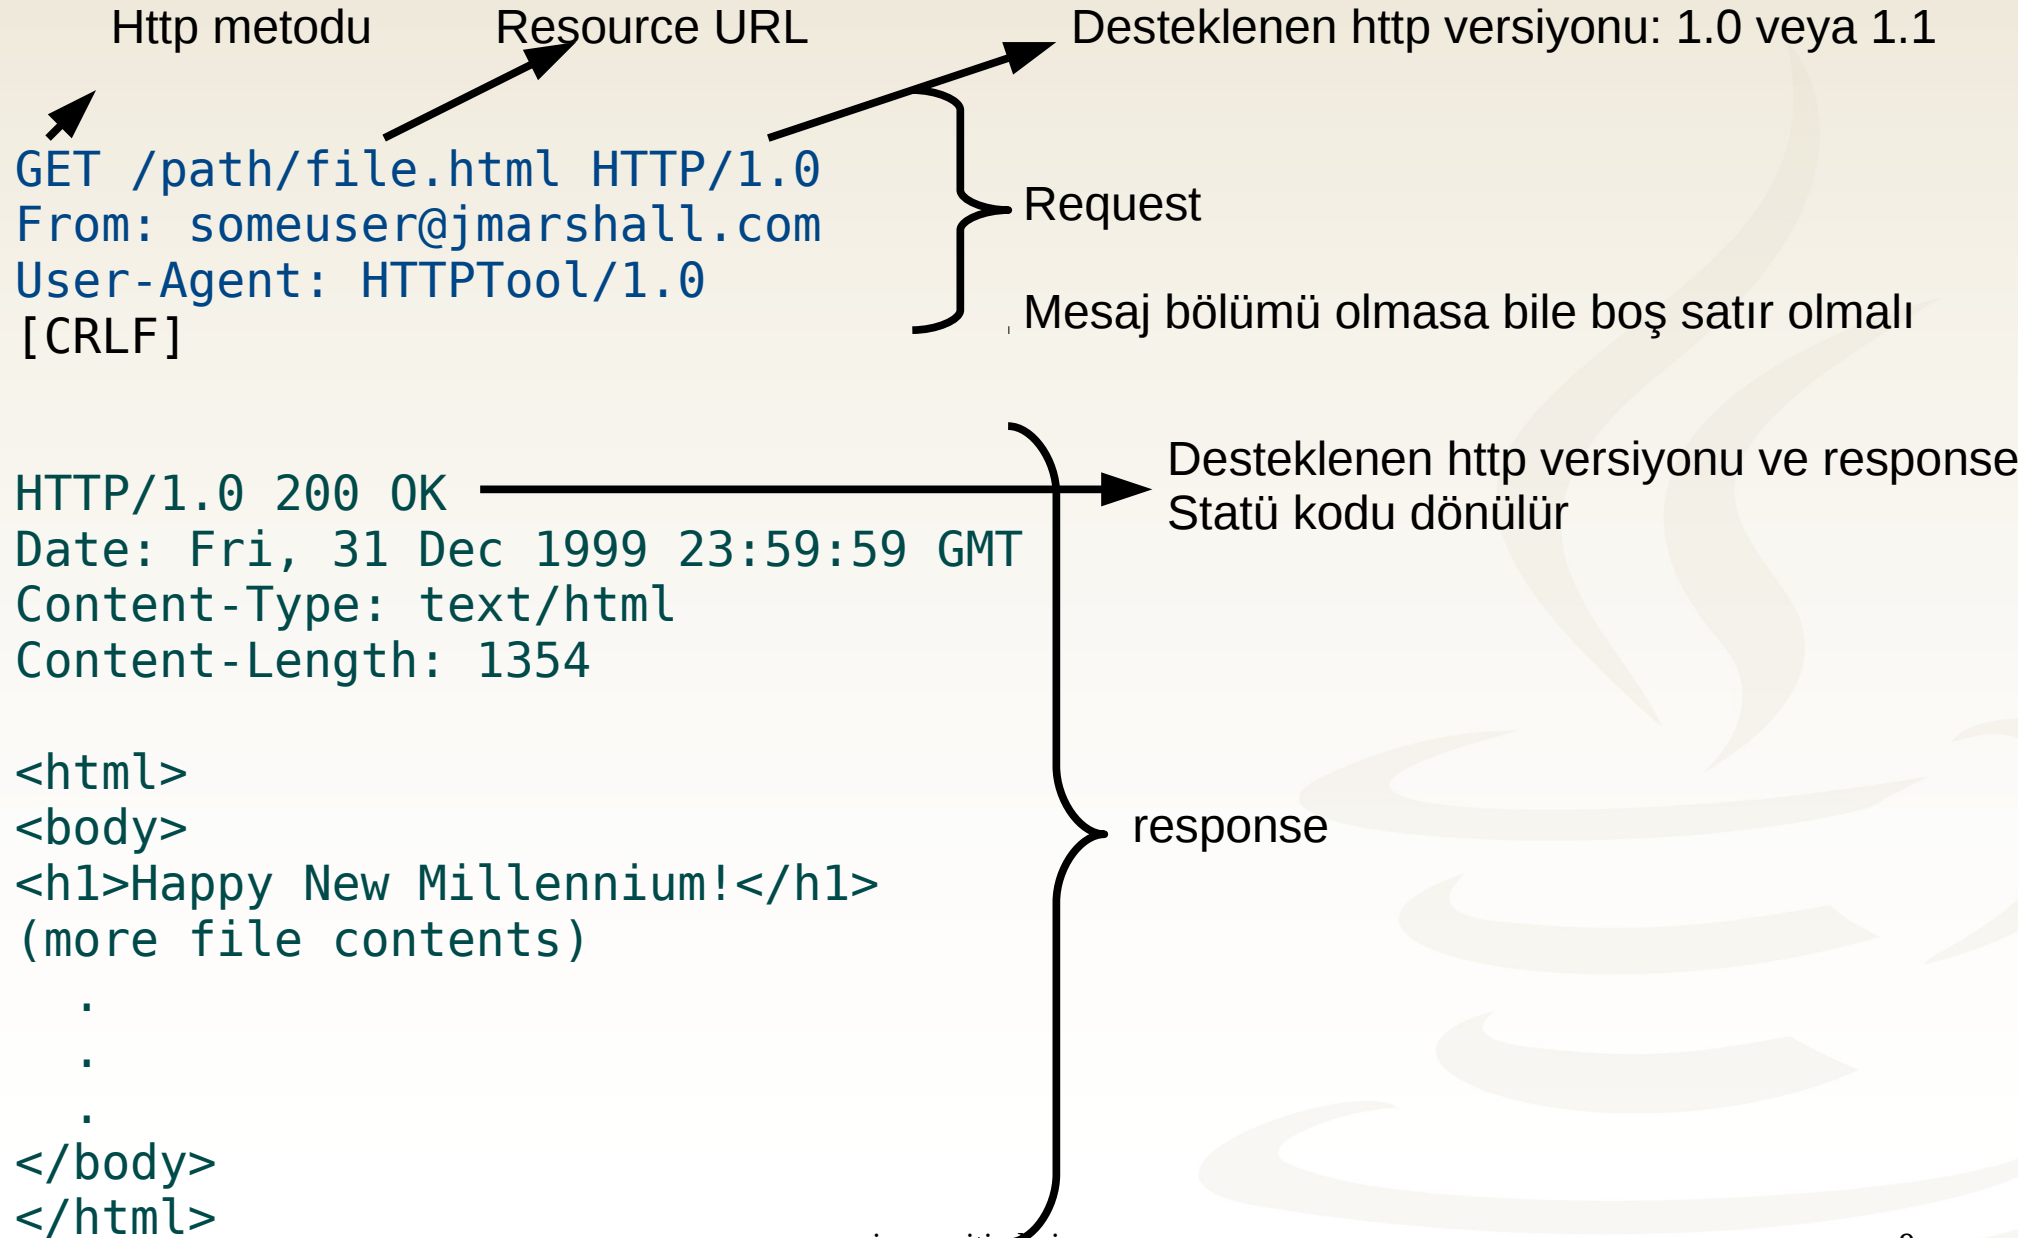 Http metodu
Resource URL
Desteklenen http versiyonu: 1.0 veya 1.1
GET /path/file.html HTTP/1.0
From: someuser@jmarshall.com
User-Agent: HTTPTool/1.0
[CRLF]
Request
Mesaj bölümü olmasa bile boş satır olmalı
HTTP/1.0 200 OK
Date: Fri, 31 Dec 1999 23:59:59 GMT
Content-Type: text/html
Content-Length: 1354
Desteklenen http versiyonu ve response
Statü kodu dönülür
<html>
<body>
<h1>Happy New Millennium!</h1>
(more file contents)
.
.
.
</body>
</html>
response